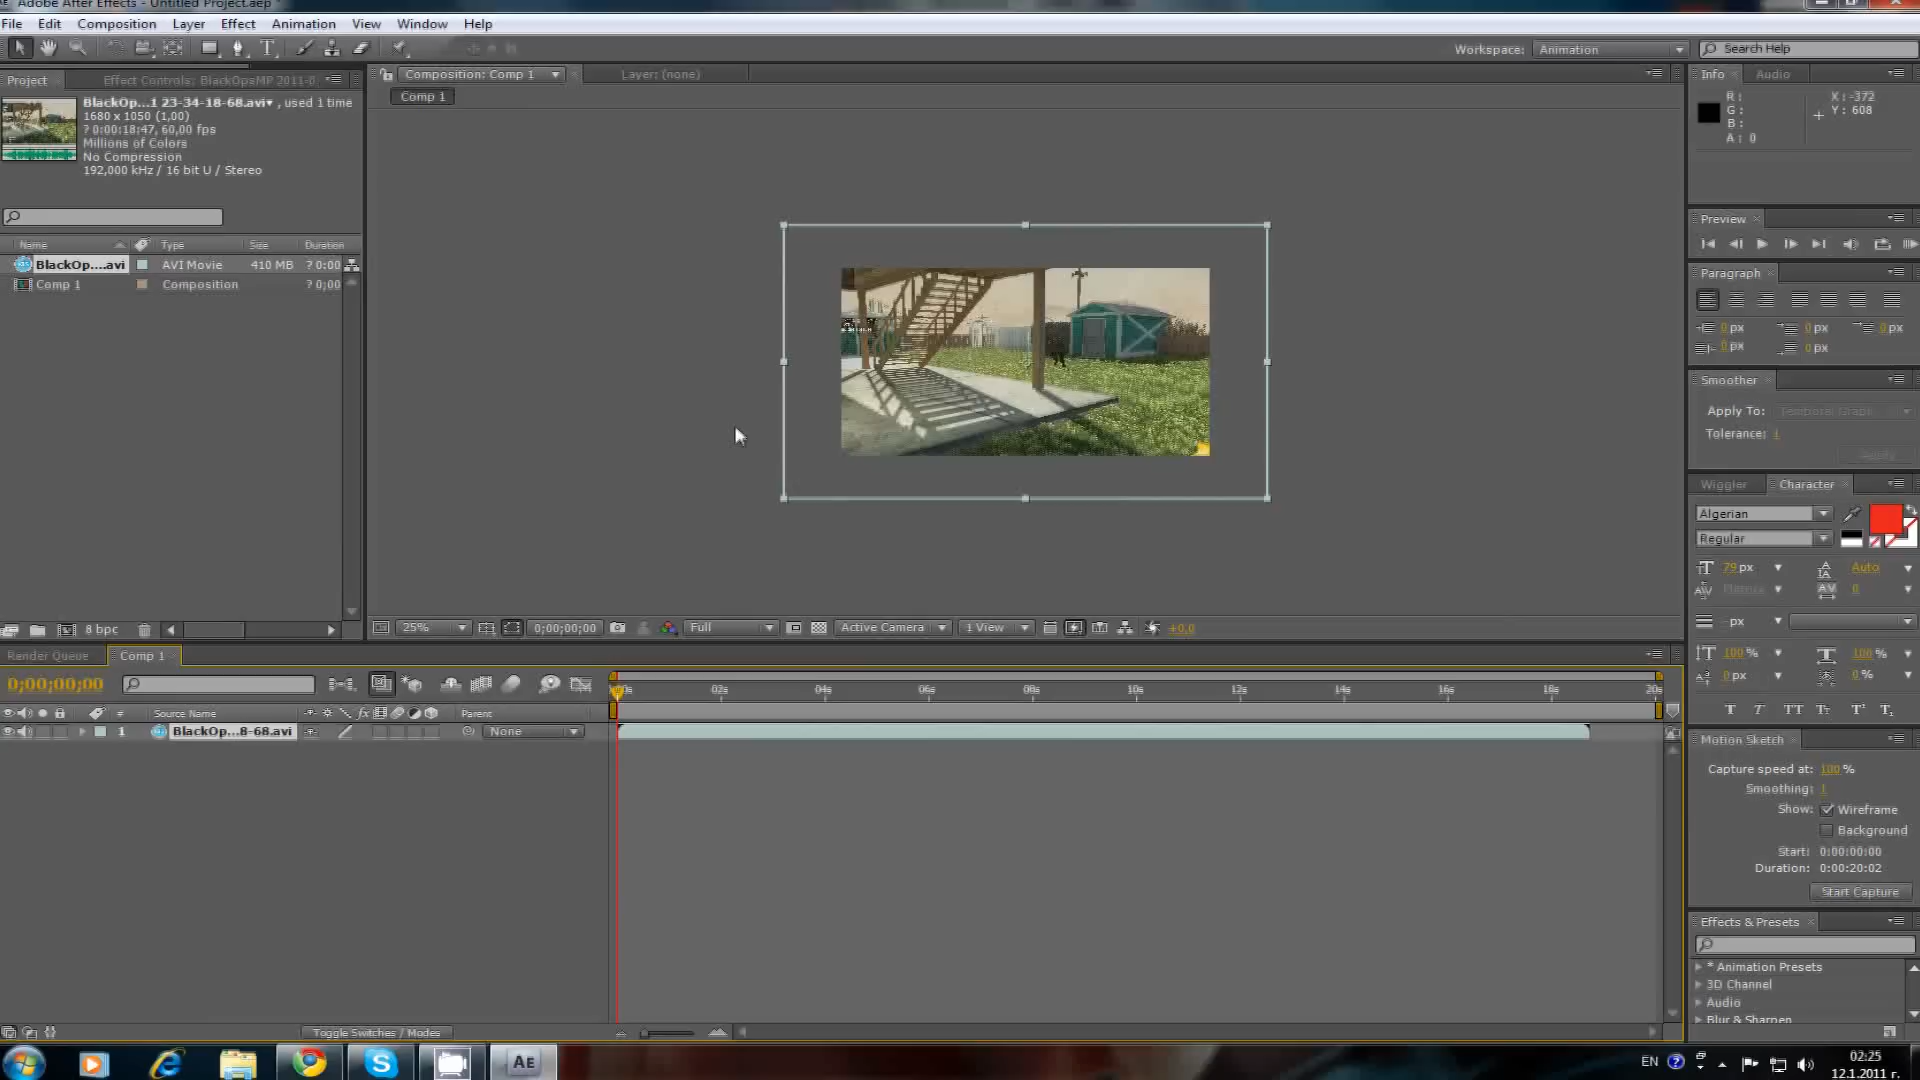 Adobe After Effects - Untitled Project.aep *
File Edit Composition Layer Effect Animation View Window Help
Workspace: Animation Search Help
Project Effect Controls: BlackOpsMP 2011-0
BlackOp...1 23-34-18-68.avi▾ , used 1 time
1680 x 1050 (1,00)
? 0:00:18:47, 60,00 fps
Millions of Colors
No Compression
192,000 kHz / 16 bit U / Stereo
Name Type Size Duration
BlackOp....avi AVI Movie 410 MB ? 0:00
Comp 1 Composition ? 0;00
8 bpc
Composition: Comp 1 Layer: (none)
Comp 1
25% 0;00;00;00 Full Active Camera 1 View +0,0
Info Audio
R: X: -372
G: Y: 608
B:
A: 0
Preview
Paragraph
0 px 0 px 0 px
0 px 0 px
Smoother
Apply To: Temporal Graph
Tolerance: 1
Apply
Wiggler Character
Algerian
Regular
79 px Auto
Metrics 0
- px
100 % 100 %
0 px 0 %
T T TT Tt T¹ T₁
Motion Sketch
Capture speed at: 100 %
Smoothing: 1
Show: Wireframe
Background
Start: 0:00:00:00
Duration: 0:00:20:02
Start Capture
Effects & Presets
* Animation Presets
3D Channel
Audio
Blur & Sharpen
Render Queue Comp 1
0;00;00;00
02s 04s 06s 08s 10s 12s 14s 16s 18s 20s
# Source Name fx Parent
1 BlackOp...8-68.avi None
Toggle Switches / Modes
AE
EN
02:25
12.1.2011 г.